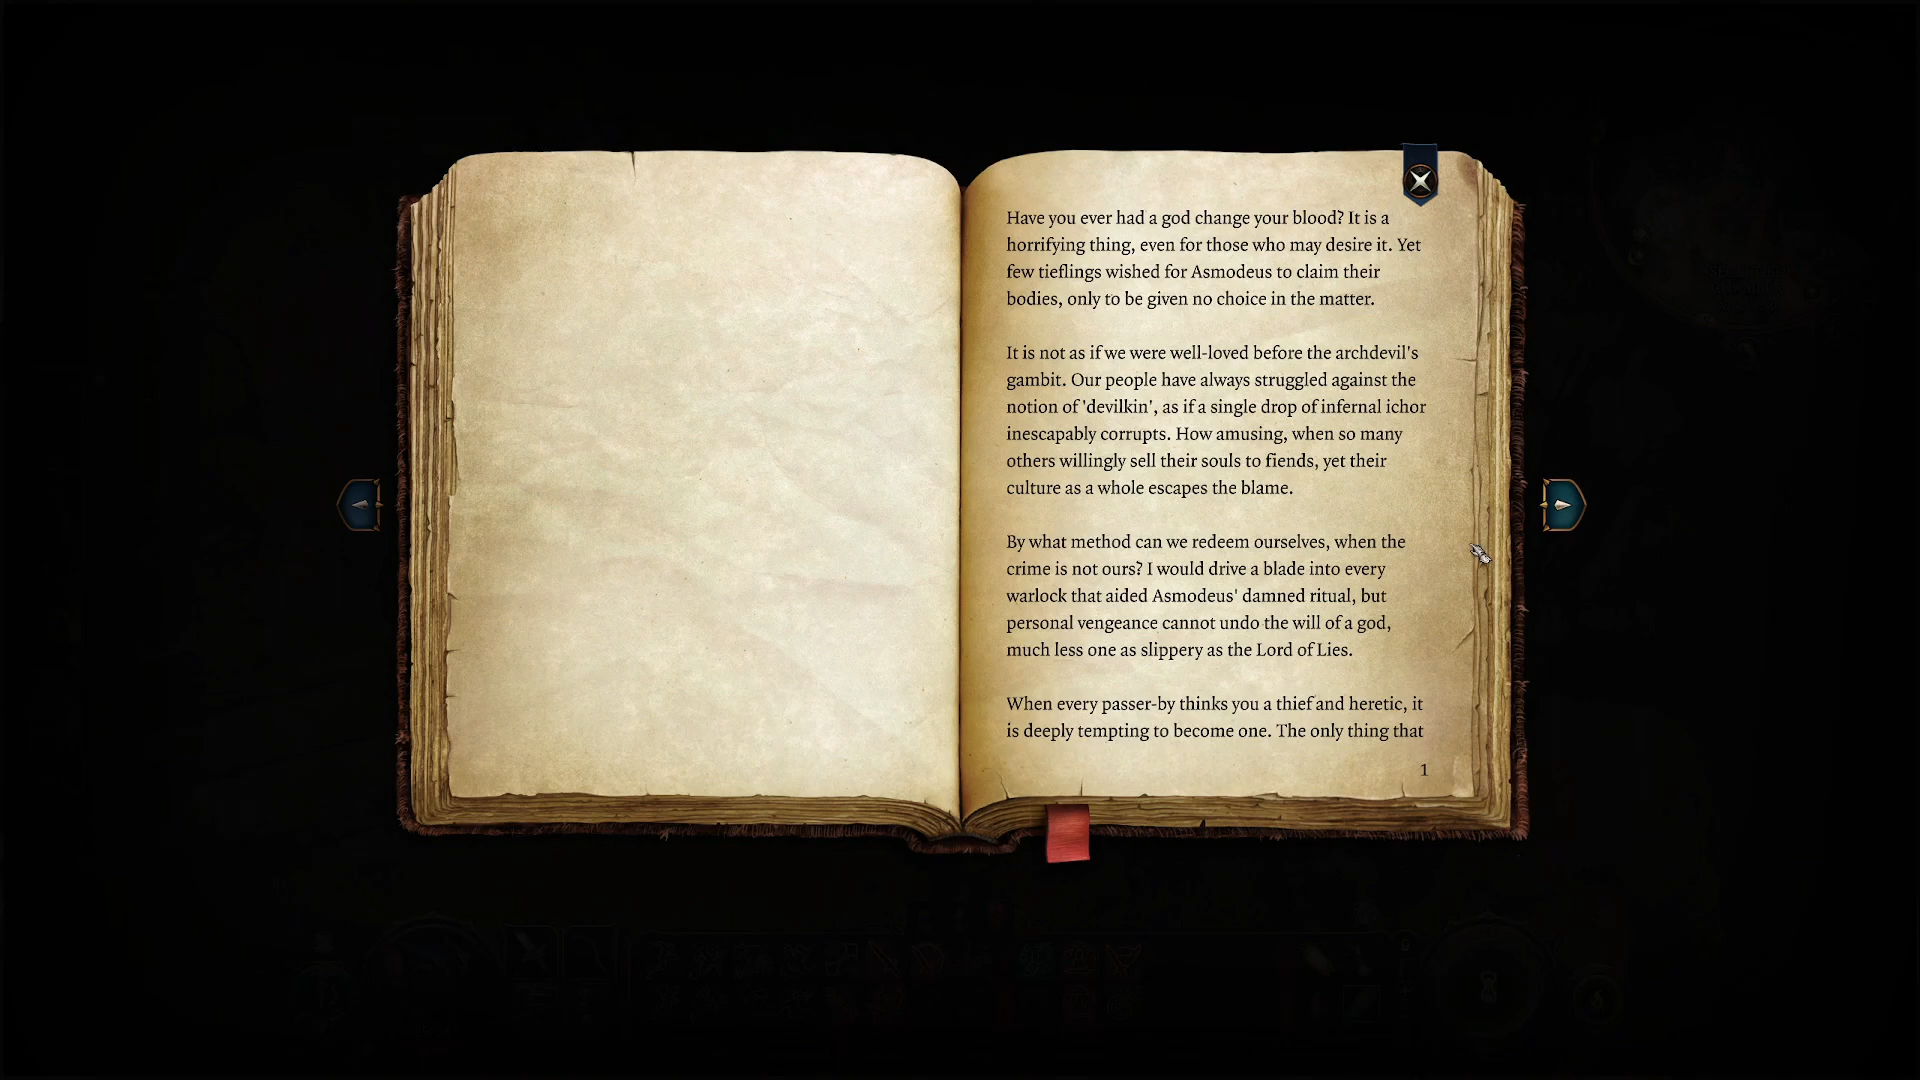 Have you ever had a god change your blood? It is a
horrifying thing, even for those who may desire it. Yet
few tieflings wished for Asmodeus to claim their
bodies, only to be given no choice in the matter.
It is not as if we were well-loved before the archdevil's
gambit. Our people have always struggled against the
notion of 'devilkin', as if a single drop of infernal ichor
inescapably corrupts. How amusing, when so many
others willingly sell their souls to fiends, yet their
culture as a whole escapes the blame.
By what method can we redeem ourselves, when the
crime is not ours? I would drive a blade into every
warlock that aided Asmodeus' damned ritual, but
personal vengeance cannot undo the will of a god,
much less one as slippery as the Lord of Lies.
When every passer-by thinks you a thief and heretic, it
is deeply tempting to become one. The only thing that
1